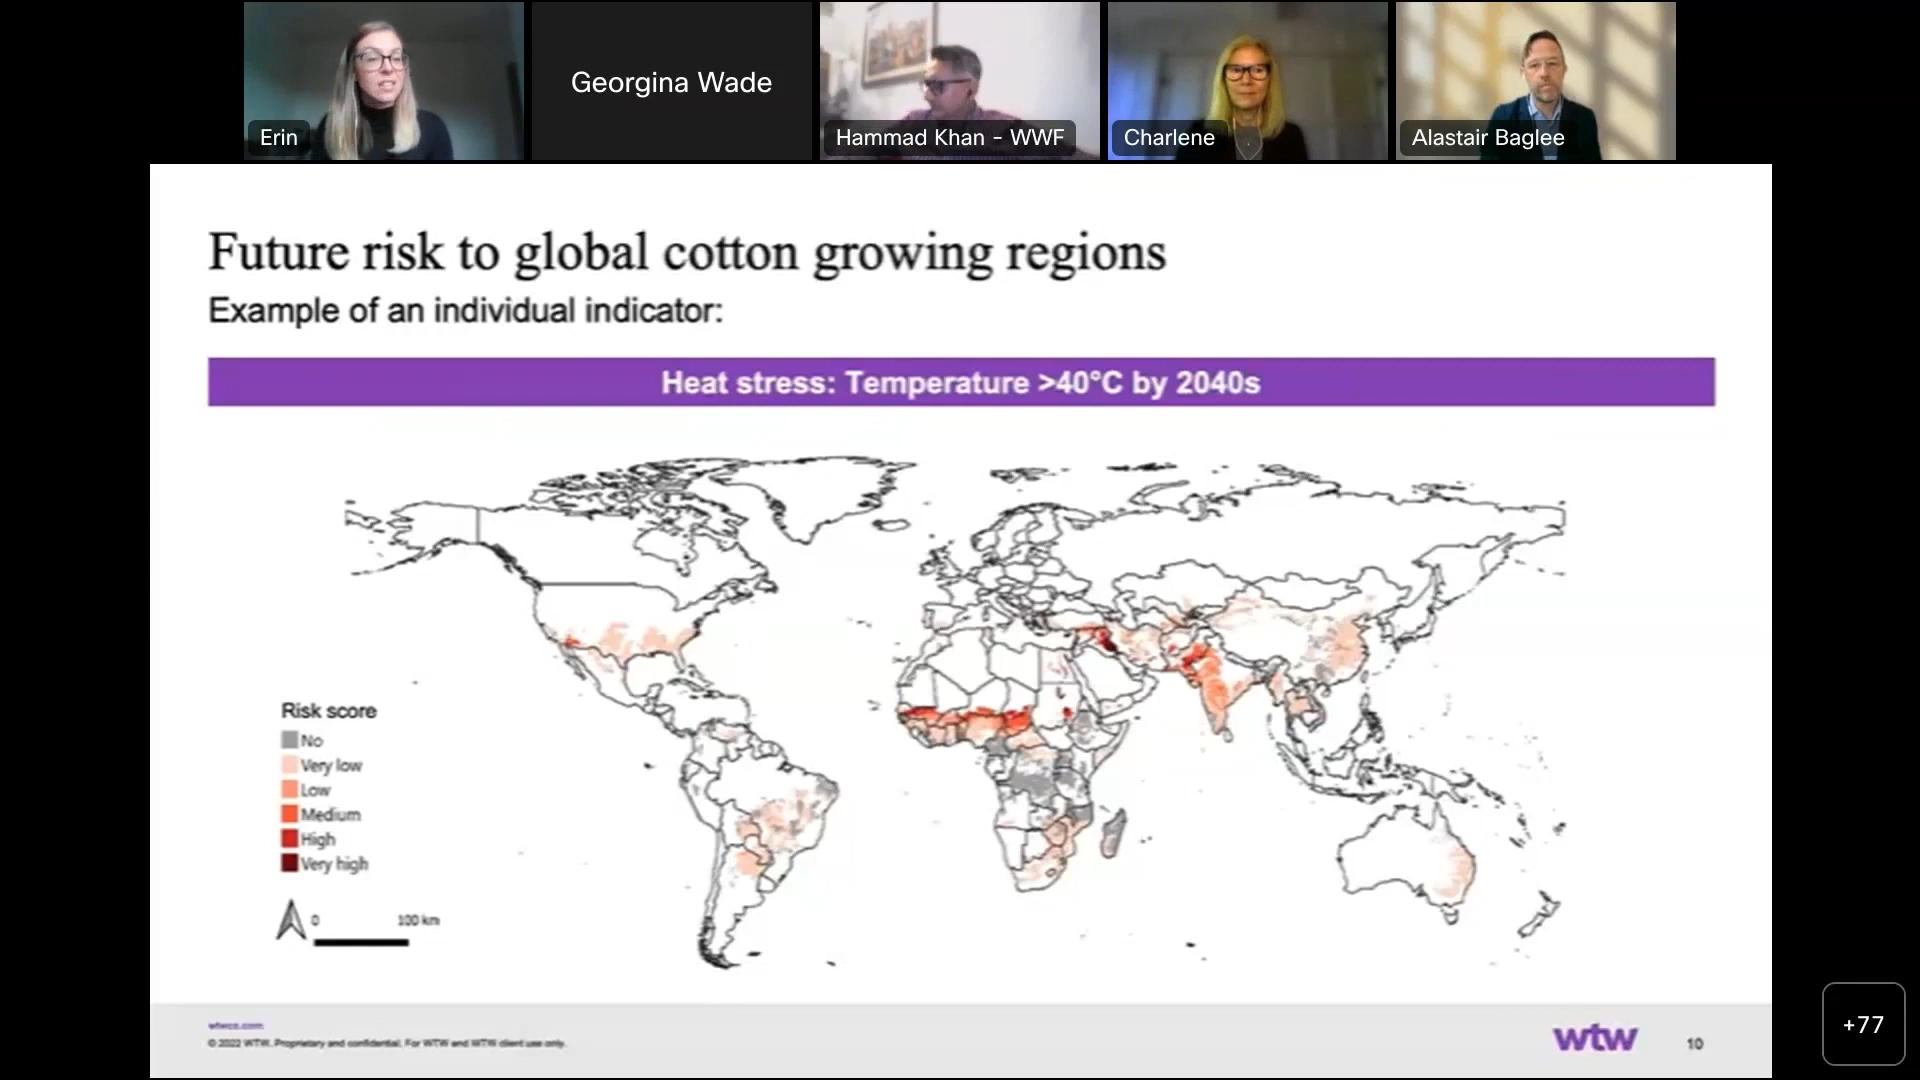 Erin
Georgina Wade
Hammad Khan - WWF
Charlene
Alastair Baglee
Future risk to global cotton growing regions
Example of an individual indicator:
Heat stress: Temperature >40°C by 2040s
Risk score
No
Very low
Low
Medium
High
Very high
0 100 km
wtwco.com
© 2022 WTW. Proprietary and confidential. For WTW and WTW client use only.
wtw
10
+77